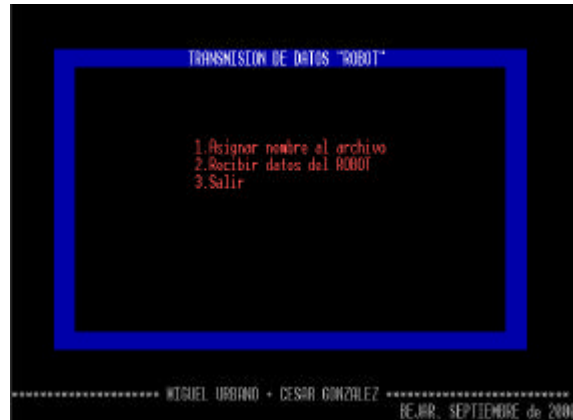 TRANSMISION DE DATOS "ROBOT"
1.Asignar nombre al archivo
2.Recibir datos del ROBOT
3.Salir
****************** MIGUEL URBANO + CESAR GONZALEZ **********************
BEJAR. SEPTIEMBRE de